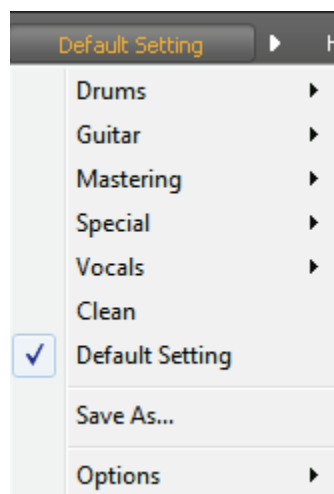 Default Setting
Drums
Guitar
Mastering
Special
Vocals
Clean
Default Setting
Save As...
Options